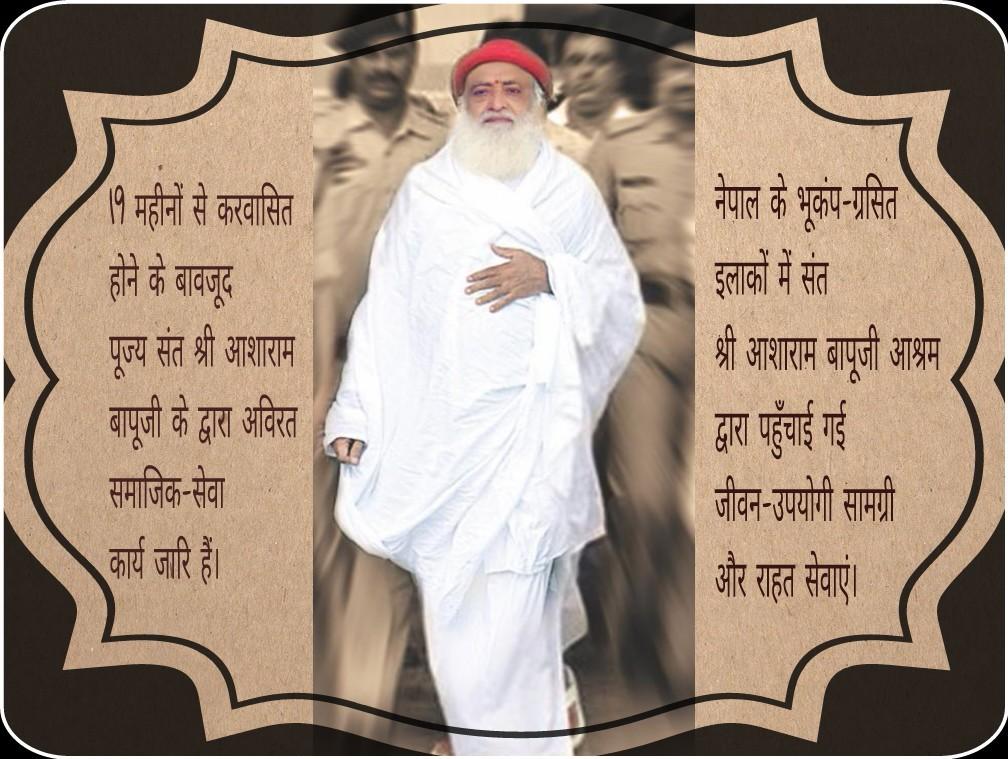 १९ महीनों से करवासित
होने के बावजूद
पूज्य संत श्री आशाराम
बापूजी के द्वारा अविरत
समाजिक-सेवा
कार्य जारि हैं।
नेपाल के भूकंप-ग्रसित
इलाकों में संत
श्री आशाराम बापूजी आश्रम
द्वारा पहुँचाई गई
जीवन-उपयोगी सामग्री
और राहत सेवाएं।